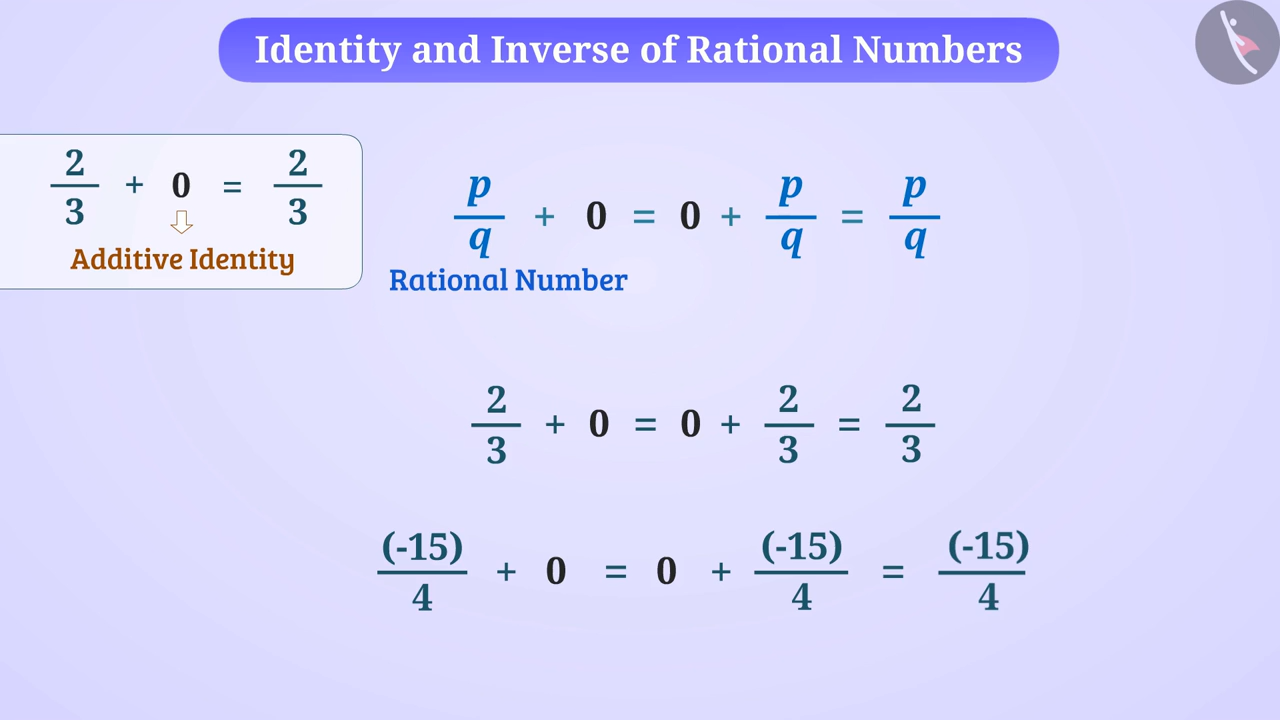 Identity and Inverse of Rational Numbers
2/3 + 0 = 2/3
Additive Identity
p/q + 0 = 0 + p/q = p/q
Rational Number
2/3 + 0 = 0 + 2/3 = 2/3
(-15)/4 + 0 = 0 + (-15)/4 = (-15)/4